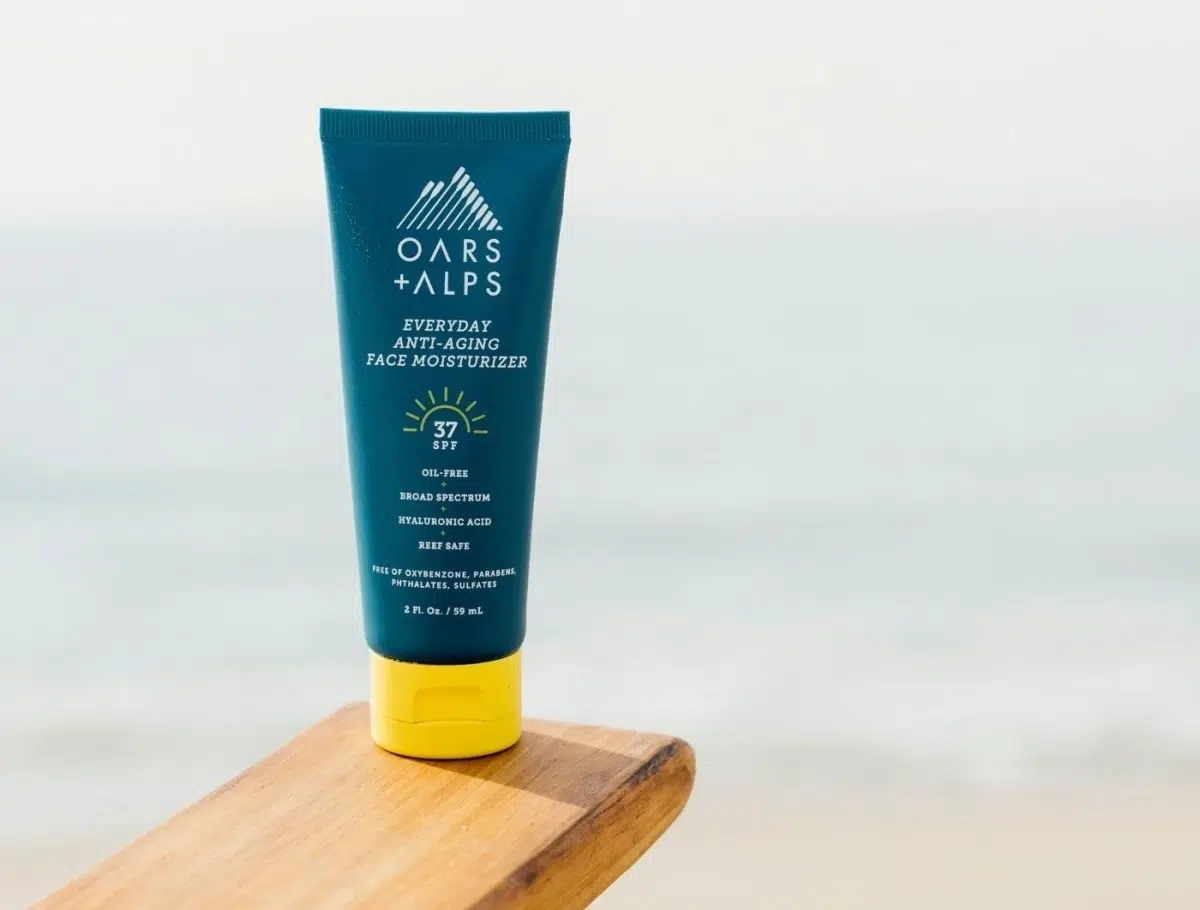 OARS
+ALPS
EVERYDAY
ANTI-AGING
FACE MOISTURIZER
37
SPF
OIL-FREE
+
BROAD SPECTRUM
+
HYALURONIC ACID
+
REEF SAFE
FREE OF OXYBENZONE, PARABENS,
PHTHALATES, SULFATES
2 Fl. Oz. / 59 mL